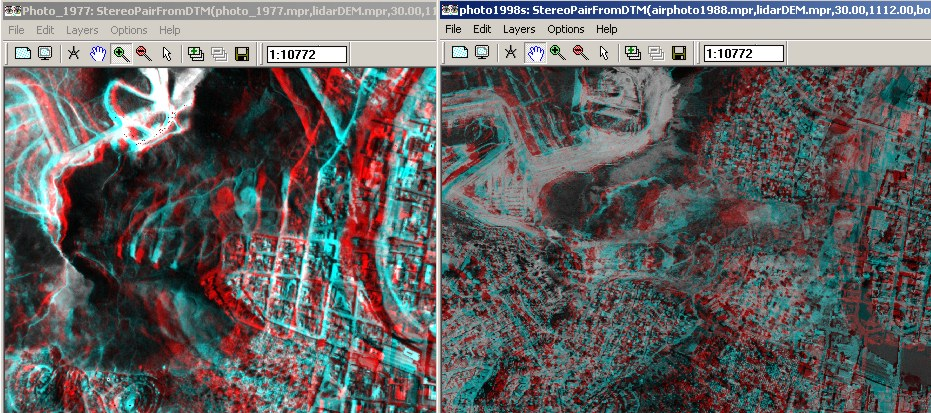 Photo_1977: StereoPairFromDTM(photo_1977.mpr,lidarDEM.mpr,30.00,11
File Edit Layers Options Help
1:10772
photo1998s: StereoPairFromDTM(airphoto1988.mpr,lidarDEM.mpr,30.00,1112.00,bo
File Edit Layers Options Help
1:10772